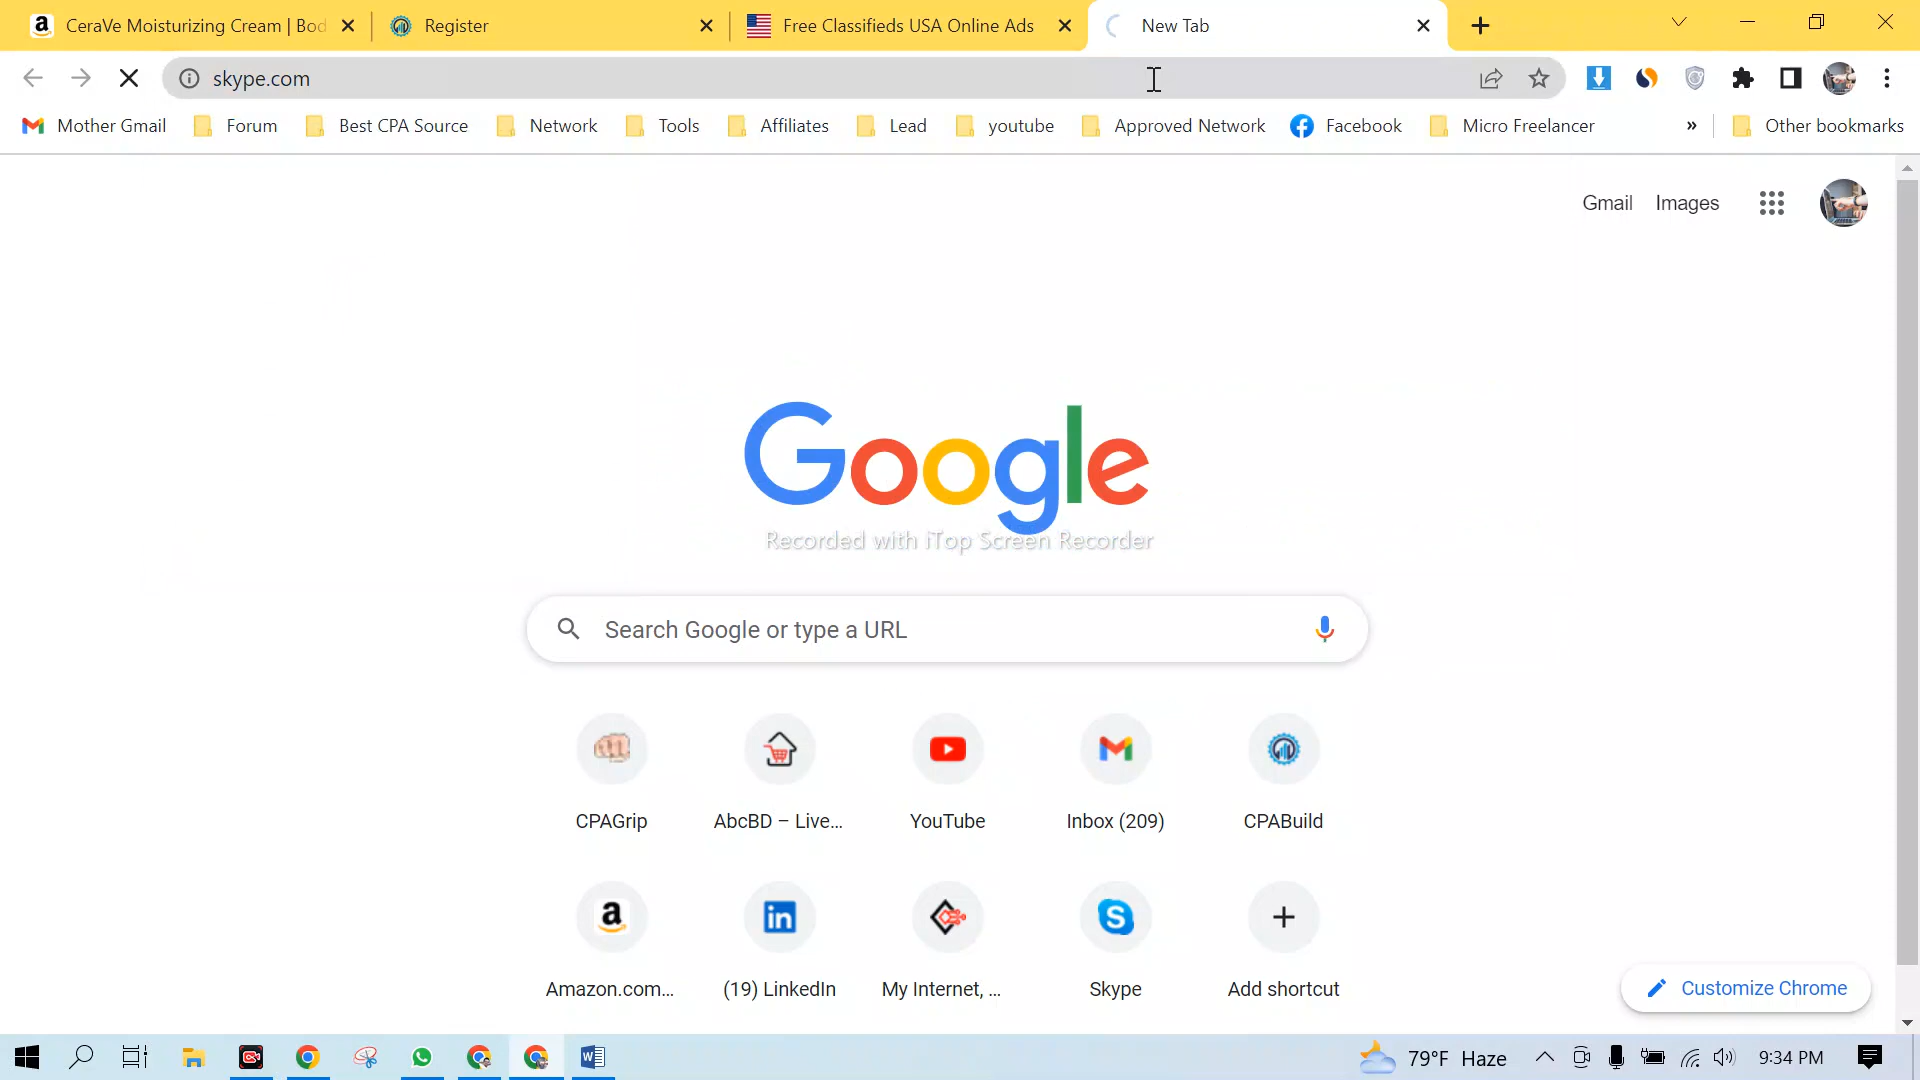 CeraVe Moisturizing Cream | Bod
Register
Free Classifieds USA Online Ads
New Tab
skype.com
Mother Gmail
Forum
Best CPA Source
Network
Tools
Affiliates
Lead
youtube
Approved Network
Facebook
Micro Freelancer
»
Other bookmarks
Gmail
Images
Google
Recorded with iTop Screen Recorder
Search Google or type a URL
CPAGrip
AbcBD – Live...
YouTube
Inbox (209)
CPABuild
Amazon.com...
(19) LinkedIn
My Internet, ...
Skype
Add shortcut
Customize Chrome
79°F Haze
9:34 PM